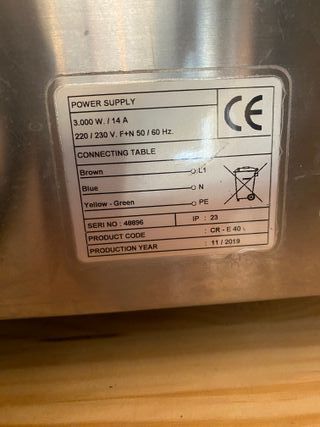 POWER SUPPLY
3.000 W. / 14 A
220 / 230 V. F+N 50 / 60 Hz.
CE
CONNECTING TABLE
Brown L1
Blue N
Yellow - Green PE
SERI NO : 48896 IP : 23
PRODUCT CODE : CR - E 40
PRODUCTION YEAR : 11 / 2019